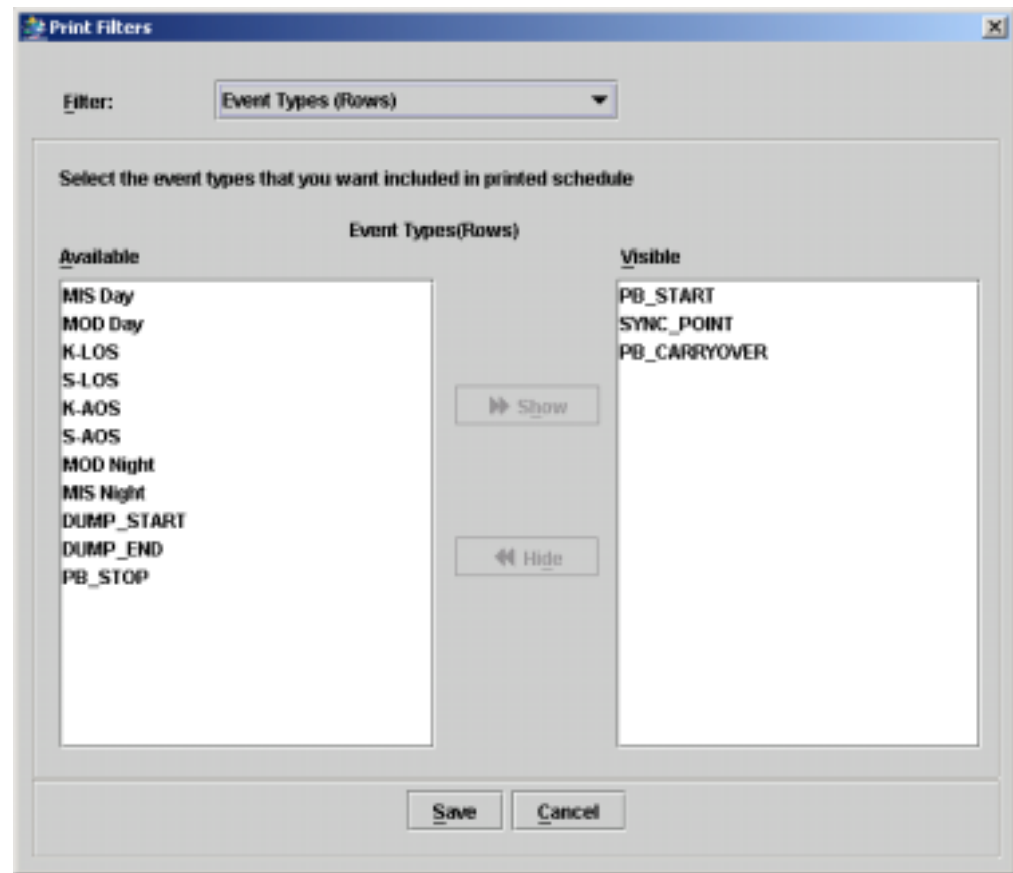 Print Filters
Filter: Event Types (Rows)
Select the event types that you want included in printed schedule
Event Types(Rows)
Available
MIS Day
MOD Day
K-LOS
S-LOS
K-AOS
S-AOS
MOD Night
MIS Night
DUMP_START
DUMP_END
PB_STOP
Show
Hide
Visible
PB_START
SYNC_POINT
PB_CARRYOVER
Save Cancel